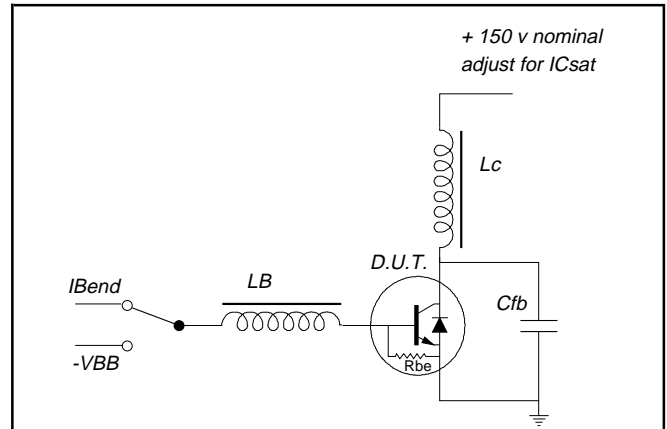 + 150 v nominal
adjust for ICsat
Lc
D.U.T.
LB
IBend
Cfb
-VBB
Rbe